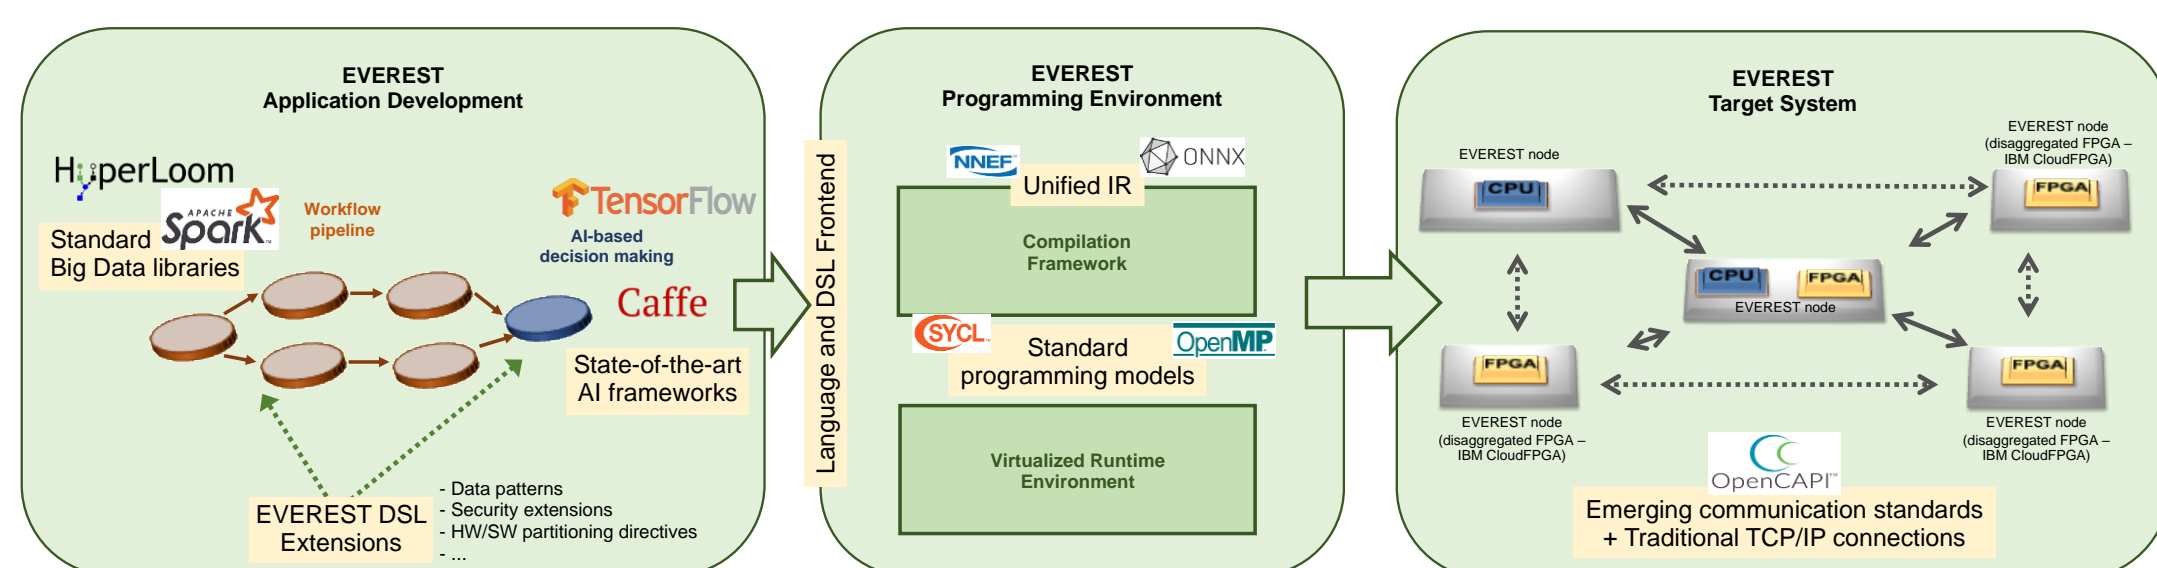 EVEREST
Application Development
HyperLoom
APACHE
Spark™
Standard
Big Data libraries
Workflow
pipeline
TensorFlow
AI-based
decision making
Caffe
State-of-the-art
AI frameworks
EVEREST DSL
Extensions
- Data patterns
- Security extensions
- HW/SW partitioning directives
- ...
Language and DSL Frontend
EVEREST
Programming Environment
NNEF™
ONNX
Unified IR
Compilation
Framework
SYCL™
OpenMP
Standard
programming models
Virtualized Runtime
Environment
EVEREST
Target System
EVEREST node
CPU
EVEREST node
(disaggregated FPGA –
IBM CloudFPGA)
FPGA
CPU
FPGA
EVEREST node
FPGA
EVEREST node
(disaggregated FPGA –
IBM CloudFPGA)
FPGA
EVEREST node
(disaggregated FPGA –
IBM CloudFPGA)
OpenCAPI™
Emerging communication standards
+ Traditional TCP/IP connections